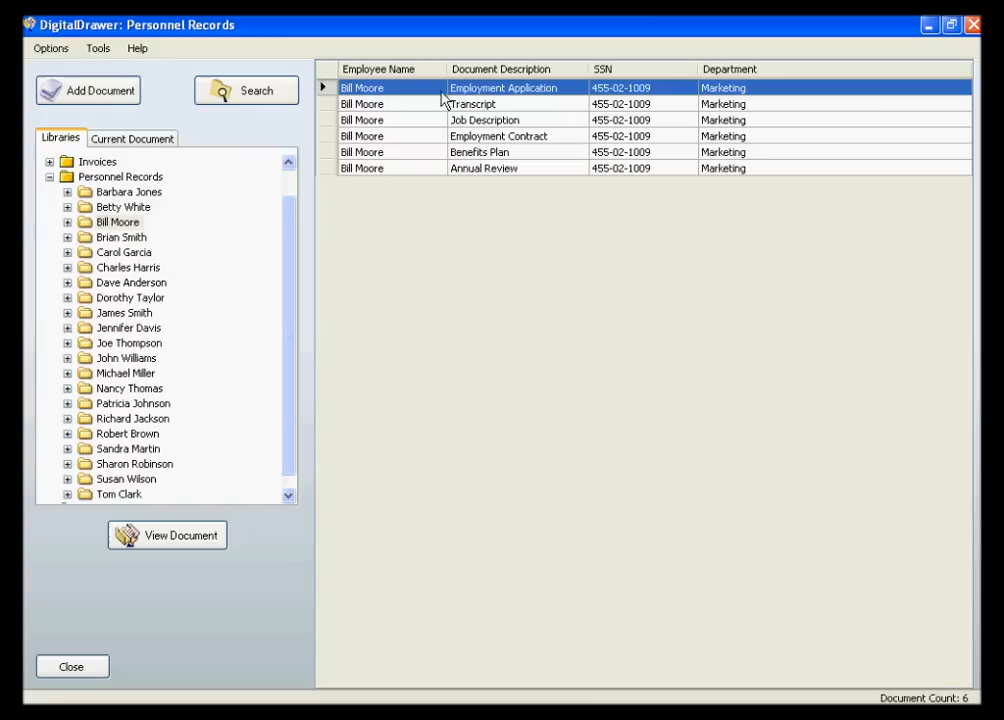 DigitalDrawer: Personnel Records
Options Tools Help
Add Document Search
Libraries Current Document
Invoices
Personnel Records
Barbara Jones
Betty White
Bill Moore
Brian Smith
Carol Garcia
Charles Harris
Dave Anderson
Dorothy Taylor
James Smith
Jennifer Davis
Joe Thompson
John Williams
Michael Miller
Nancy Thomas
Patricia Johnson
Richard Jackson
Robert Brown
Sandra Martin
Sharon Robinson
Susan Wilson
Tom Clark
View Document
Close
Employee Name Document Description SSN Department
Bill Moore Employment Application 455-02-1009 Marketing
Bill Moore Transcript 455-02-1009 Marketing
Bill Moore Job Description 455-02-1009 Marketing
Bill Moore Employment Contract 455-02-1009 Marketing
Bill Moore Benefits Plan 455-02-1009 Marketing
Bill Moore Annual Review 455-02-1009 Marketing
Document Count: 6